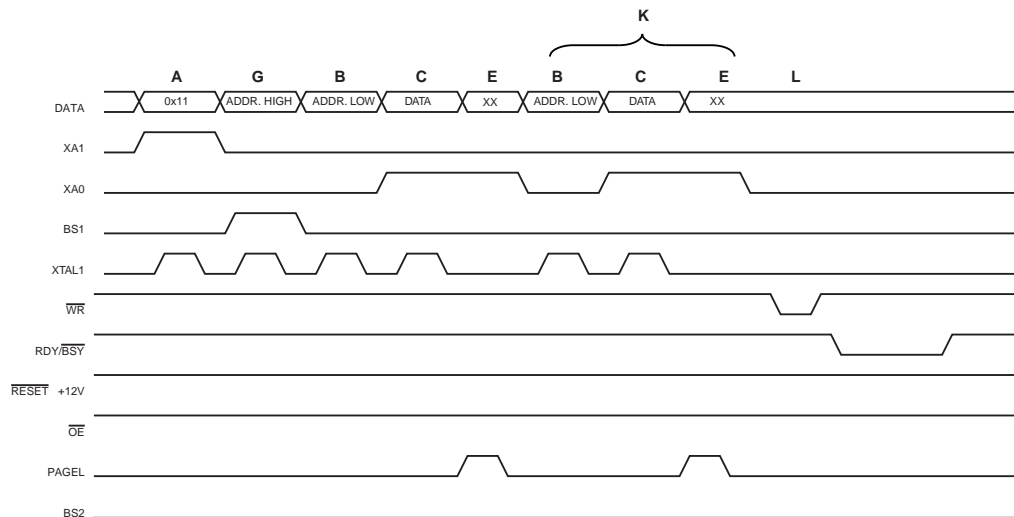 K
A G B C E B C E L
DATA 0x11 ADDR. HIGH ADDR. LOW DATA XX ADDR. LOW DATA XX
XA1
XA0
BS1
XTAL1
WR
RDY/BSY
RESET +12V
OE
PAGEL
BS2